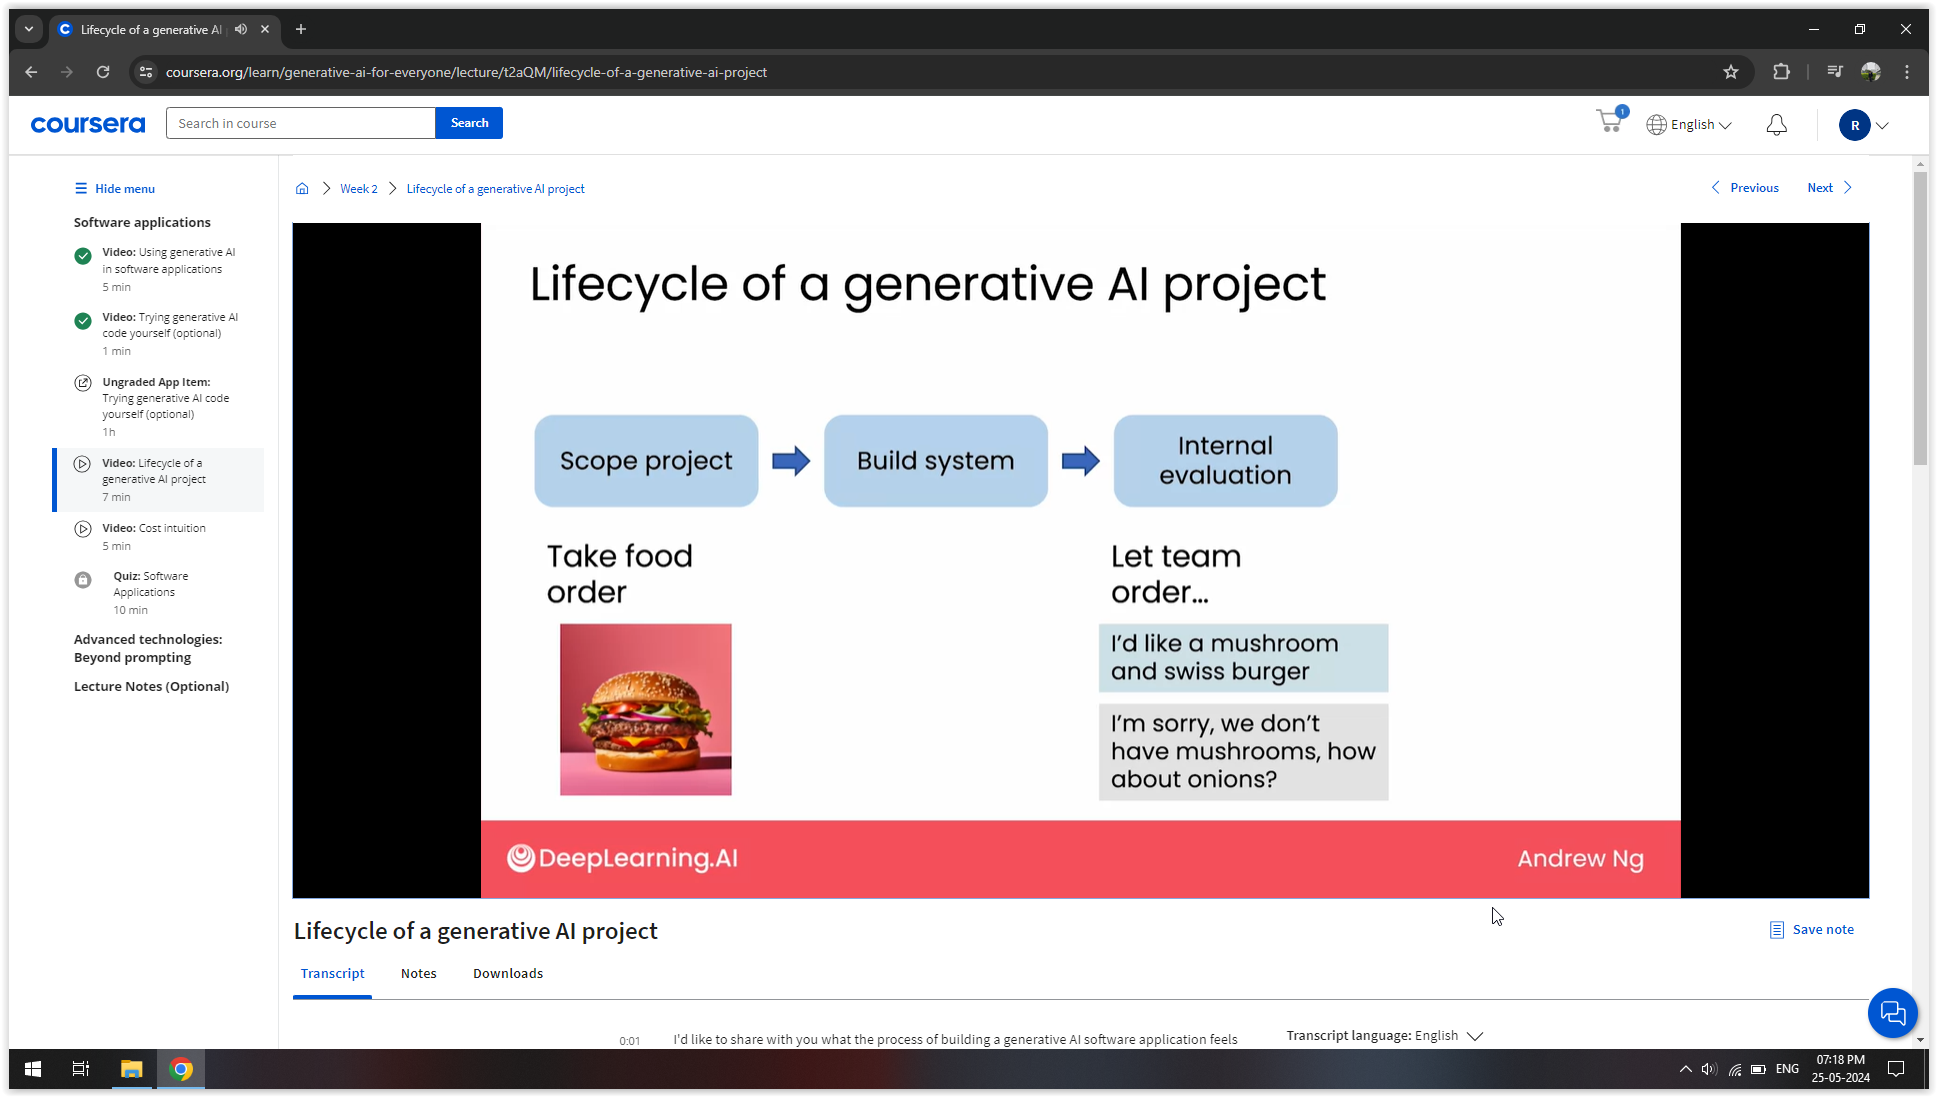 Lifecycle of a generative AI
coursera.org/learn/generative-ai-for-everyone/lecture/t2aQM/lifecycle-of-a-generative-ai-project
coursera
Search in course
Search
1
English
R
Hide menu
Software applications
Video: Using generative AI
in software applications
5 min
Video: Trying generative AI
code yourself (optional)
1 min
Ungraded App Item:
Trying generative AI code
yourself (optional)
1h
Video: Lifecycle of a
generative AI project
7 min
Video: Cost intuition
5 min
Quiz: Software
Applications
10 min
Advanced technologies:
Beyond prompting
Lecture Notes (Optional)
Week 2
Lifecycle of a generative AI project
Previous
Next
Lifecycle of a generative AI project
Scope project
Build system
Internal
evaluation
Take food
order
Let team
order...
I'd like a mushroom
and swiss burger
I'm sorry, we don't
have mushrooms, how
about onions?
DeepLearning.AI
Andrew Ng
Lifecycle of a generative AI project
Save note
Transcript
Notes
Downloads
0:01
I'd like to share with you what the process of building a generative AI software application feels
Transcript language: English
ENG
07:18 PM
25-05-2024